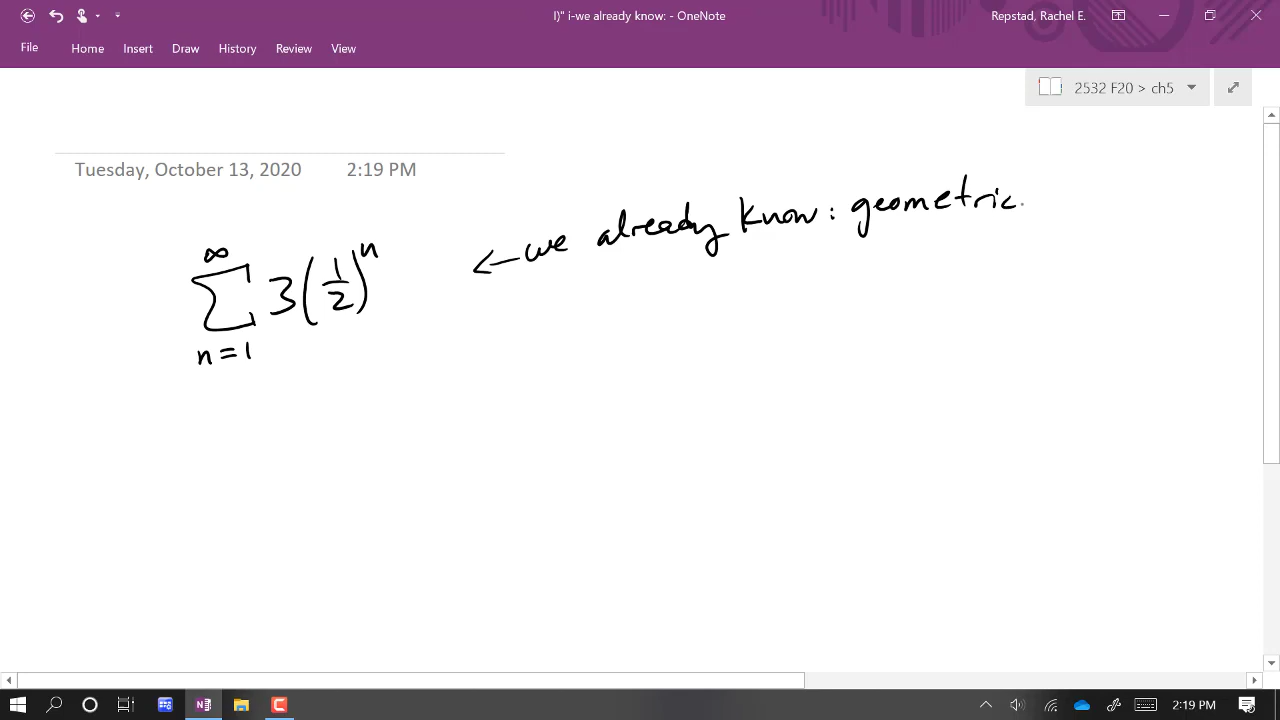 l)" i-we already know: - OneNote
Repstad, Rachel E.
File Home Insert Draw History Review View
2532 F20 > ch5
Tuesday, October 13, 2020 2:19 PM
← we already know: geometric
∞
∑ 3(1/2)^n
n=1
2:19 PM